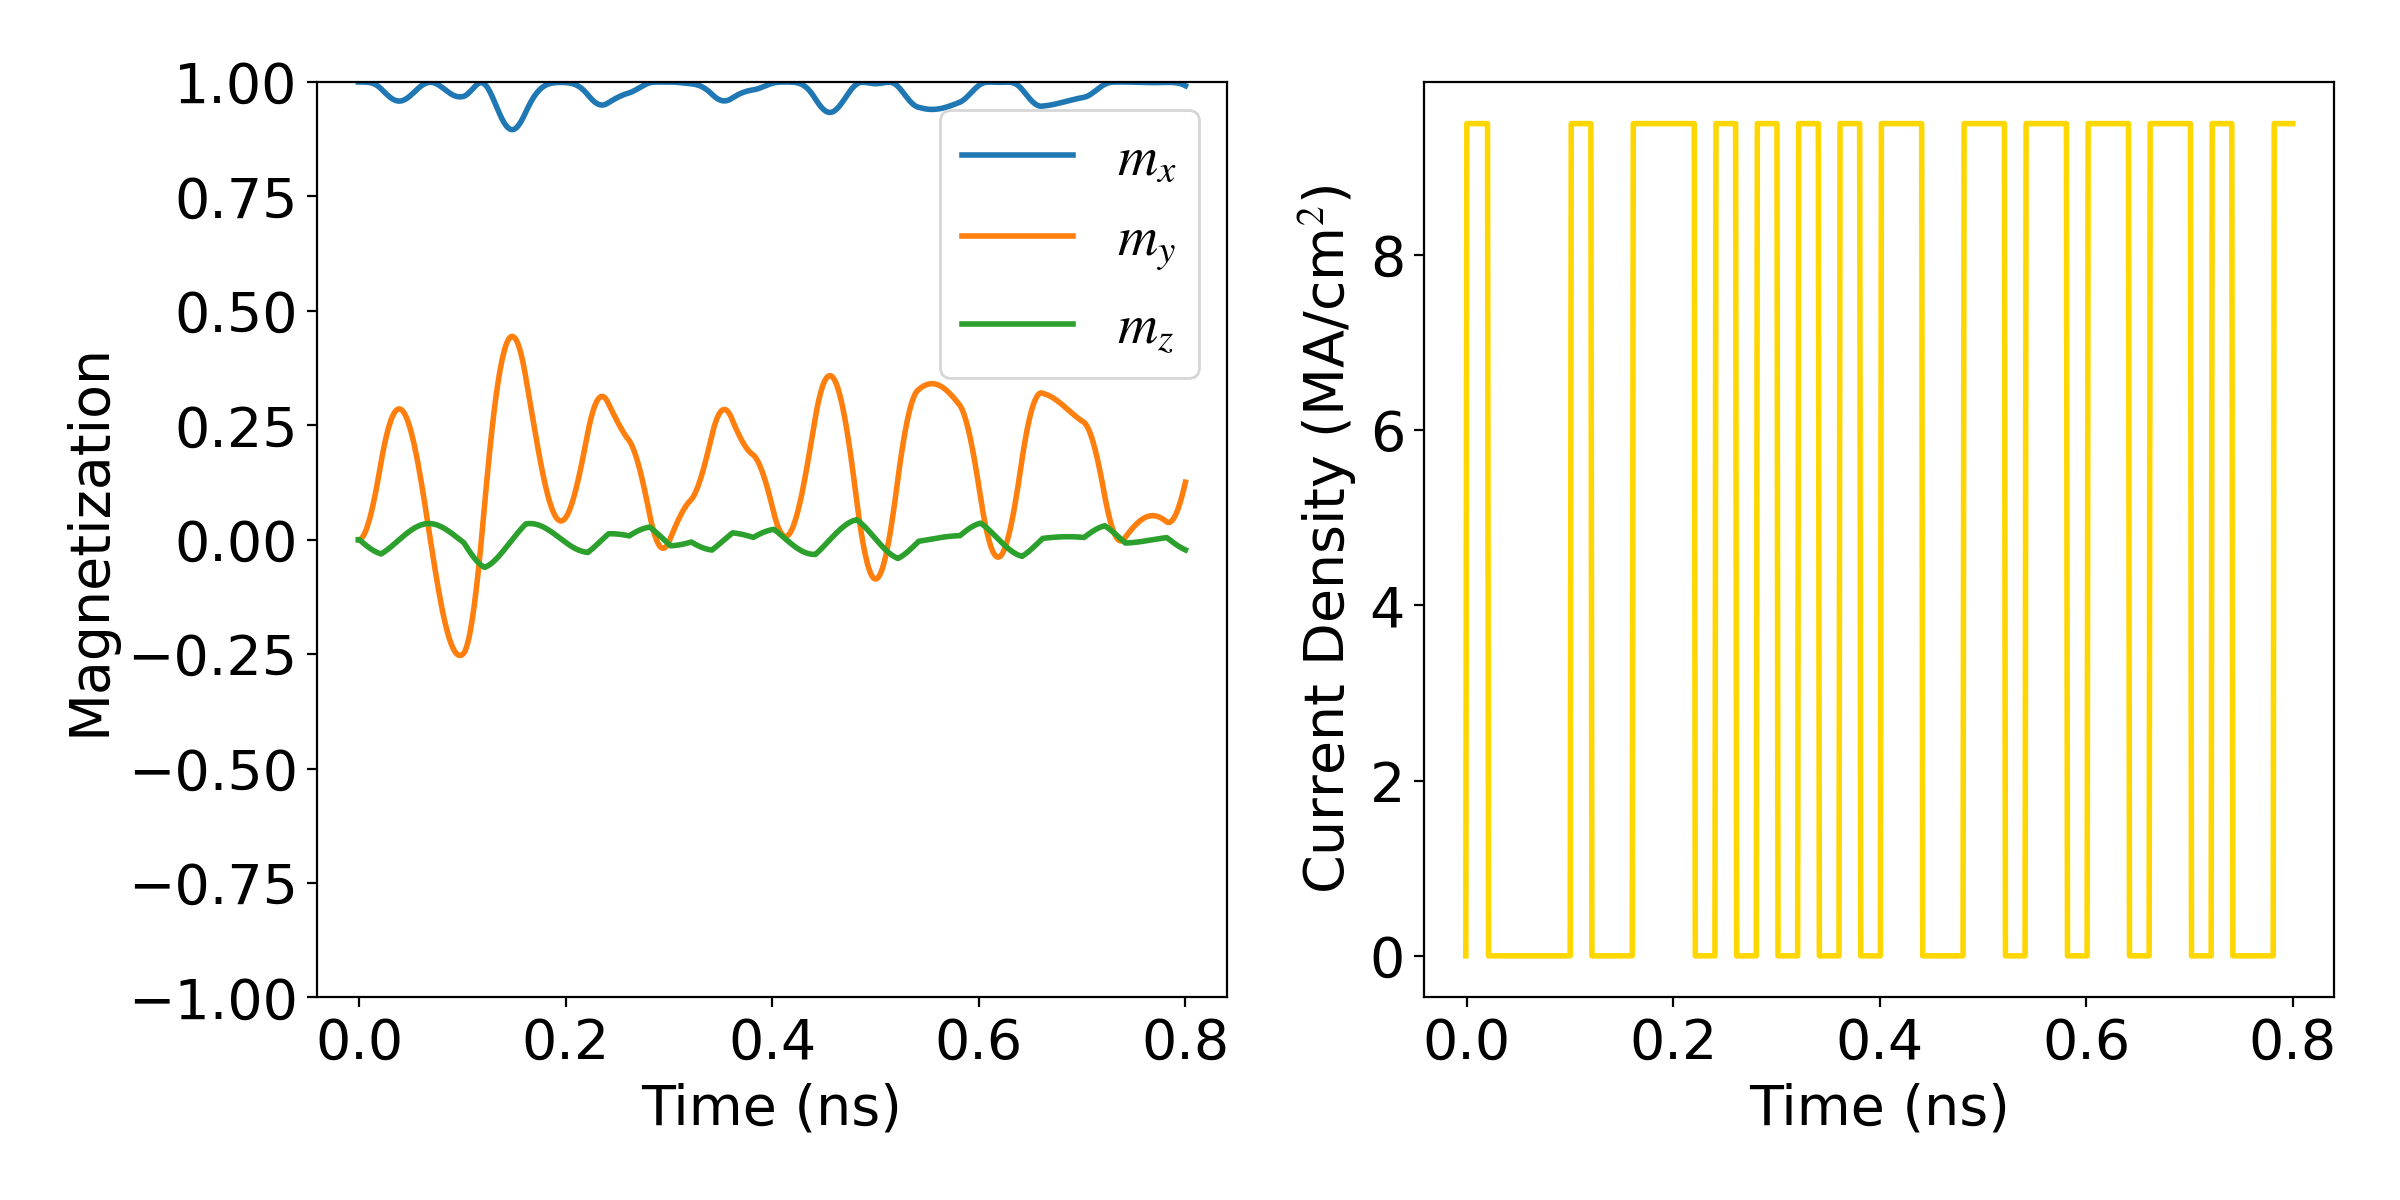 Magnetization
1.00
0.75
0.50
0.25
0.00
−0.25
−0.50
−0.75
−1.00
0.0 0.2 0.4 0.6 0.8
Time (ns)
m_x
m_y
m_z
Current Density (MA/cm²)
8
6
4
2
0
0.0 0.2 0.4 0.6 0.8
Time (ns)